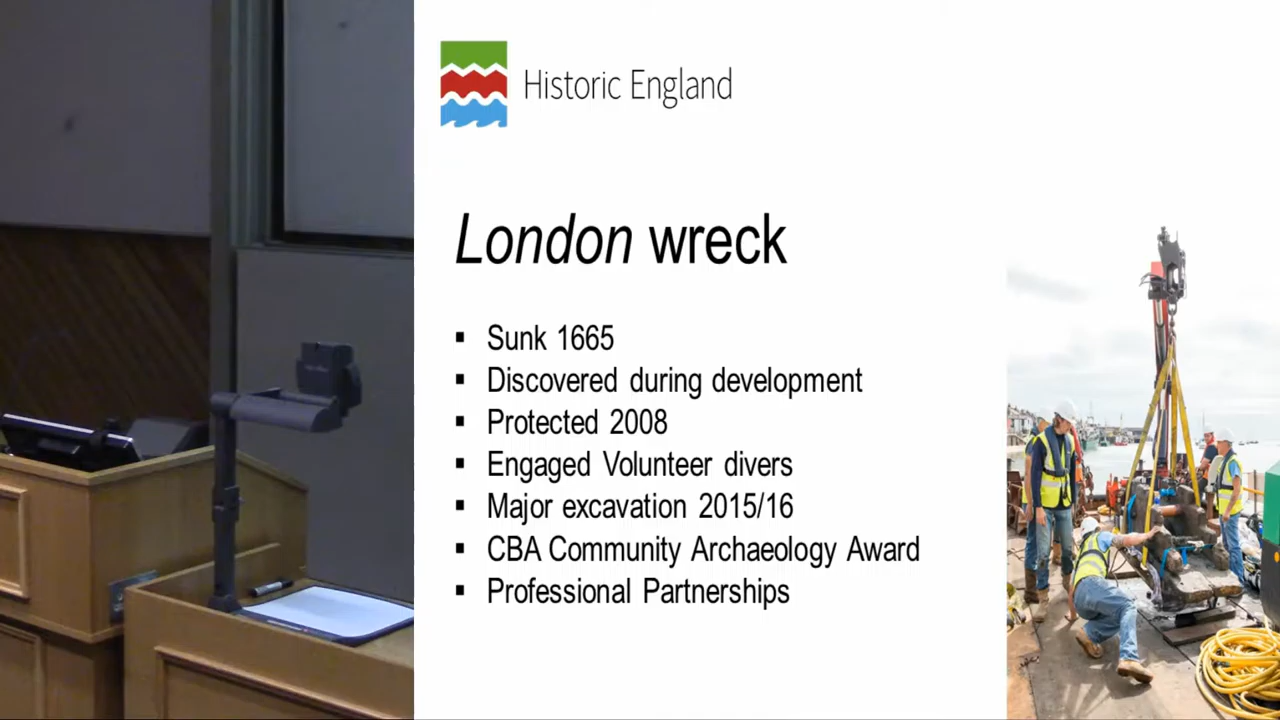 Historic England
London wreck
▪ Sunk 1665
▪ Discovered during development
▪ Protected 2008
▪ Engaged Volunteer divers
▪ Major excavation 2015/16
▪ CBA Community Archaeology Award
▪ Professional Partnerships